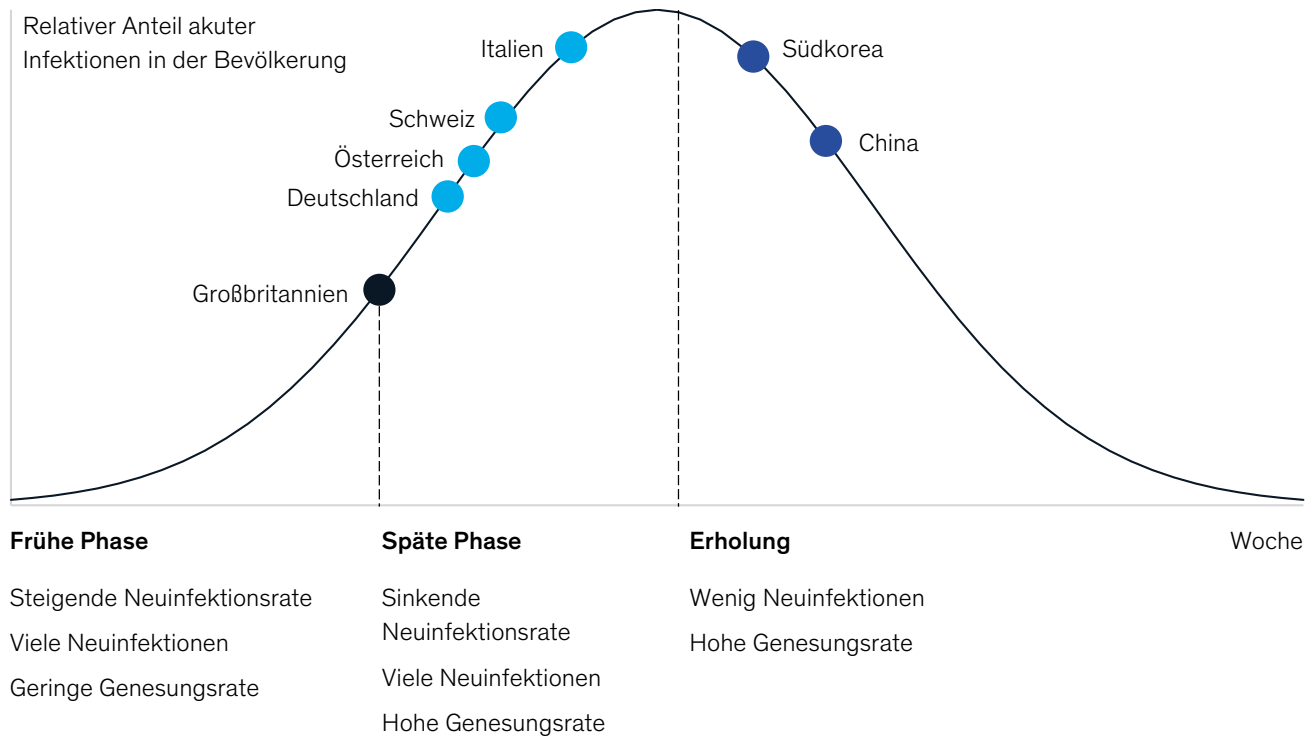 Relativer Anteil akuter
Infektionen in der Bevölkerung
Italien
Südkorea
Schweiz
China
Österreich
Deutschland
Großbritannien
Frühe Phase
Steigende Neuinfektionsrate
Viele Neuinfektionen
Geringe Genesungsrate
Späte Phase
Sinkende
Neuinfektionsrate
Viele Neuinfektionen
Hohe Genesungsrate
Erholung
Wenig Neuinfektionen
Hohe Genesungsrate
Woche